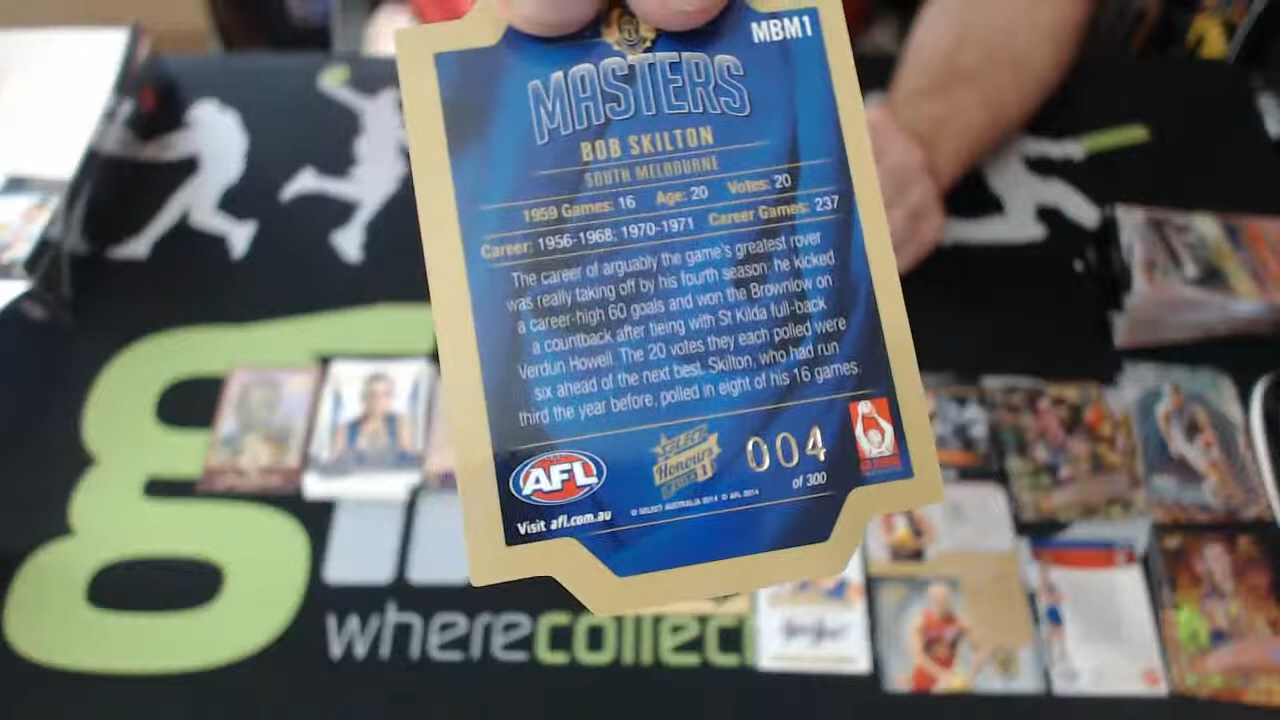 MBM1
MASTERS
BOB SKILTON
SOUTH MELBOURNE
1959 Games: 16 Age: 20 Votes: 20
Career: 1956-1968; 1970-1971 Career Games: 237
The career of arguably the game's greatest rover
was really taking off by his fourth season: he kicked
a career-high 60 goals and won the Brownlow on
a countback after tieing with St Kilda full-back
Verdun Howell. The 20 votes they each polled were
six ahead of the next best. Skilton, who had run
third the year before, polled in eight of his 16 games.
AFL
SELECT
Honours
SERIES 1
004
of 300
Visit afl.com.au
© SELECT AUSTRALIA 2014 © AFL 2014
wherecollect